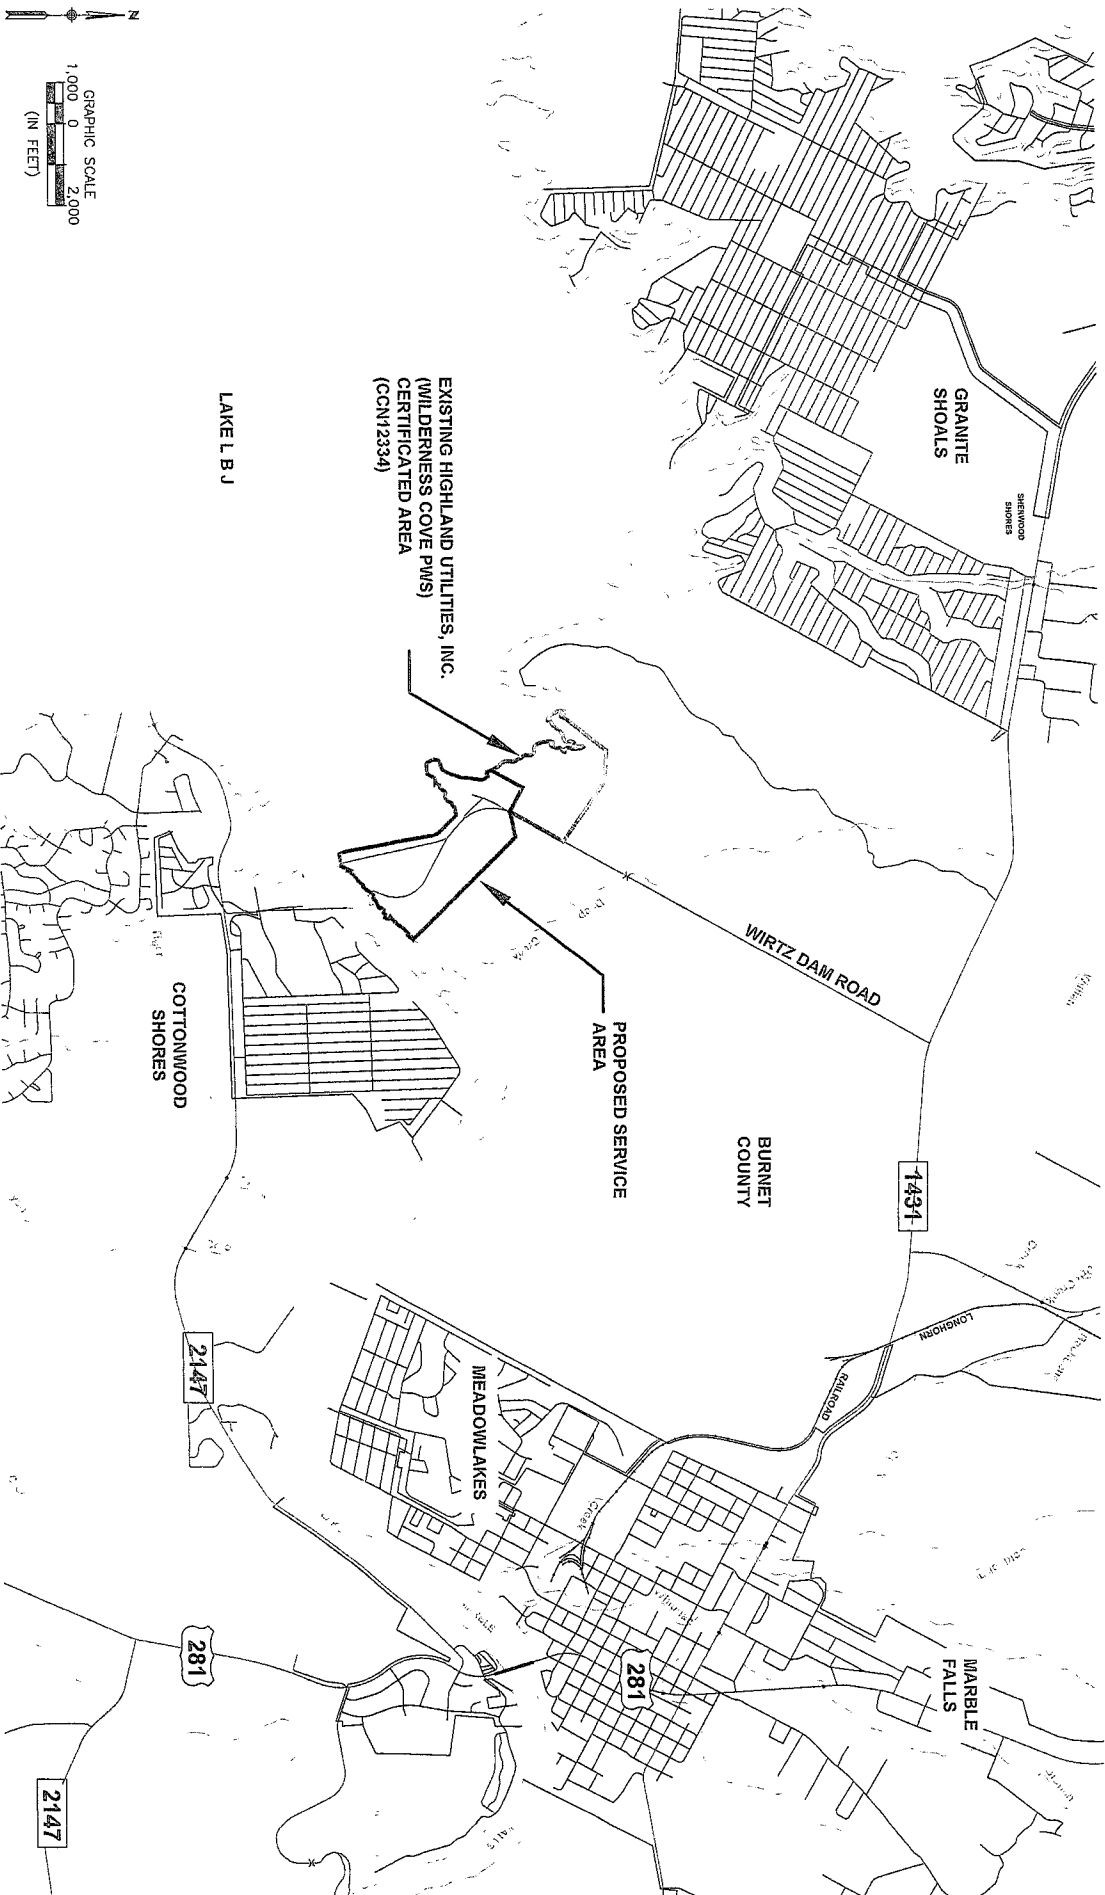 GRANITE
SHOALS
SHERWOOD
SHORES
EXISTING HIGHLAND UTILITIES, INC.
(WILDERNESS COVE PWS)
CERTIFICATED AREA
(CCN12334)
LAKE L B J
WIRTZ DAM ROAD
PROPOSED SERVICE
AREA
BURNET
COUNTY
COTTONWOOD
SHORES
1431
LONGHORN
RAILROAD
MEADOWLAKES
Creek
2147
MARBLE
FALLS
281
281
2147
N
GRAPHIC SCALE
1,000 0 2,000
(IN FEET)